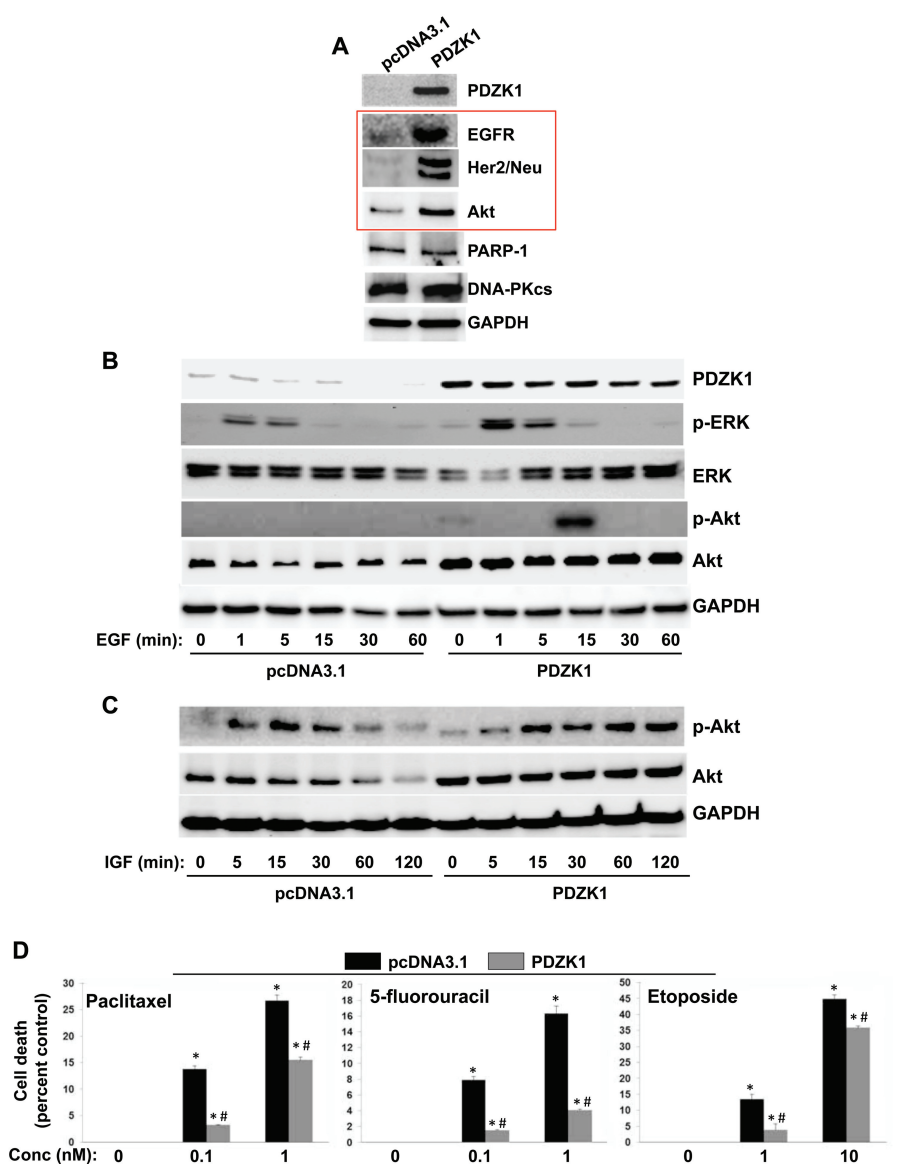 A
pcDNA3.1 PDZK1
PDZK1
EGFR
Her2/Neu
Akt
PARP-1
DNA-PKcs
GAPDH
B
PDZK1
p-ERK
ERK
p-Akt
Akt
GAPDH
EGF (min): 0 1 5 15 30 60 0 1 5 15 30 60
pcDNA3.1 PDZK1
C
p-Akt
Akt
GAPDH
IGF (min): 0 5 15 30 60 120 0 5 15 30 60 120
pcDNA3.1 PDZK1
D
pcDNA3.1 PDZK1
Cell death
(percent control)
Paclitaxel
30
25
20
15
10
5
0
* * # * * #
5-fluorouracil
20
18
16
14
12
10
8
6
4
2
0
* * # * * #
Etoposide
50
45
40
35
30
25
20
15
10
5
0
* * # * * #
Conc (nM): 0 0.1 1 0 0.1 1 0 1 10